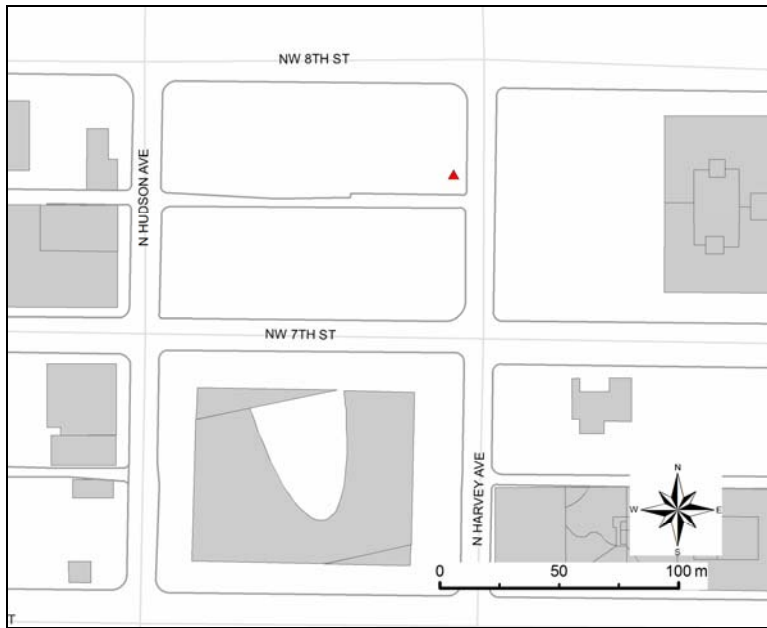 NW 8TH ST
N HUDSON AVE
NW 7TH ST
N HARVEY AVE
N
W E
S
0 50 100 m
T